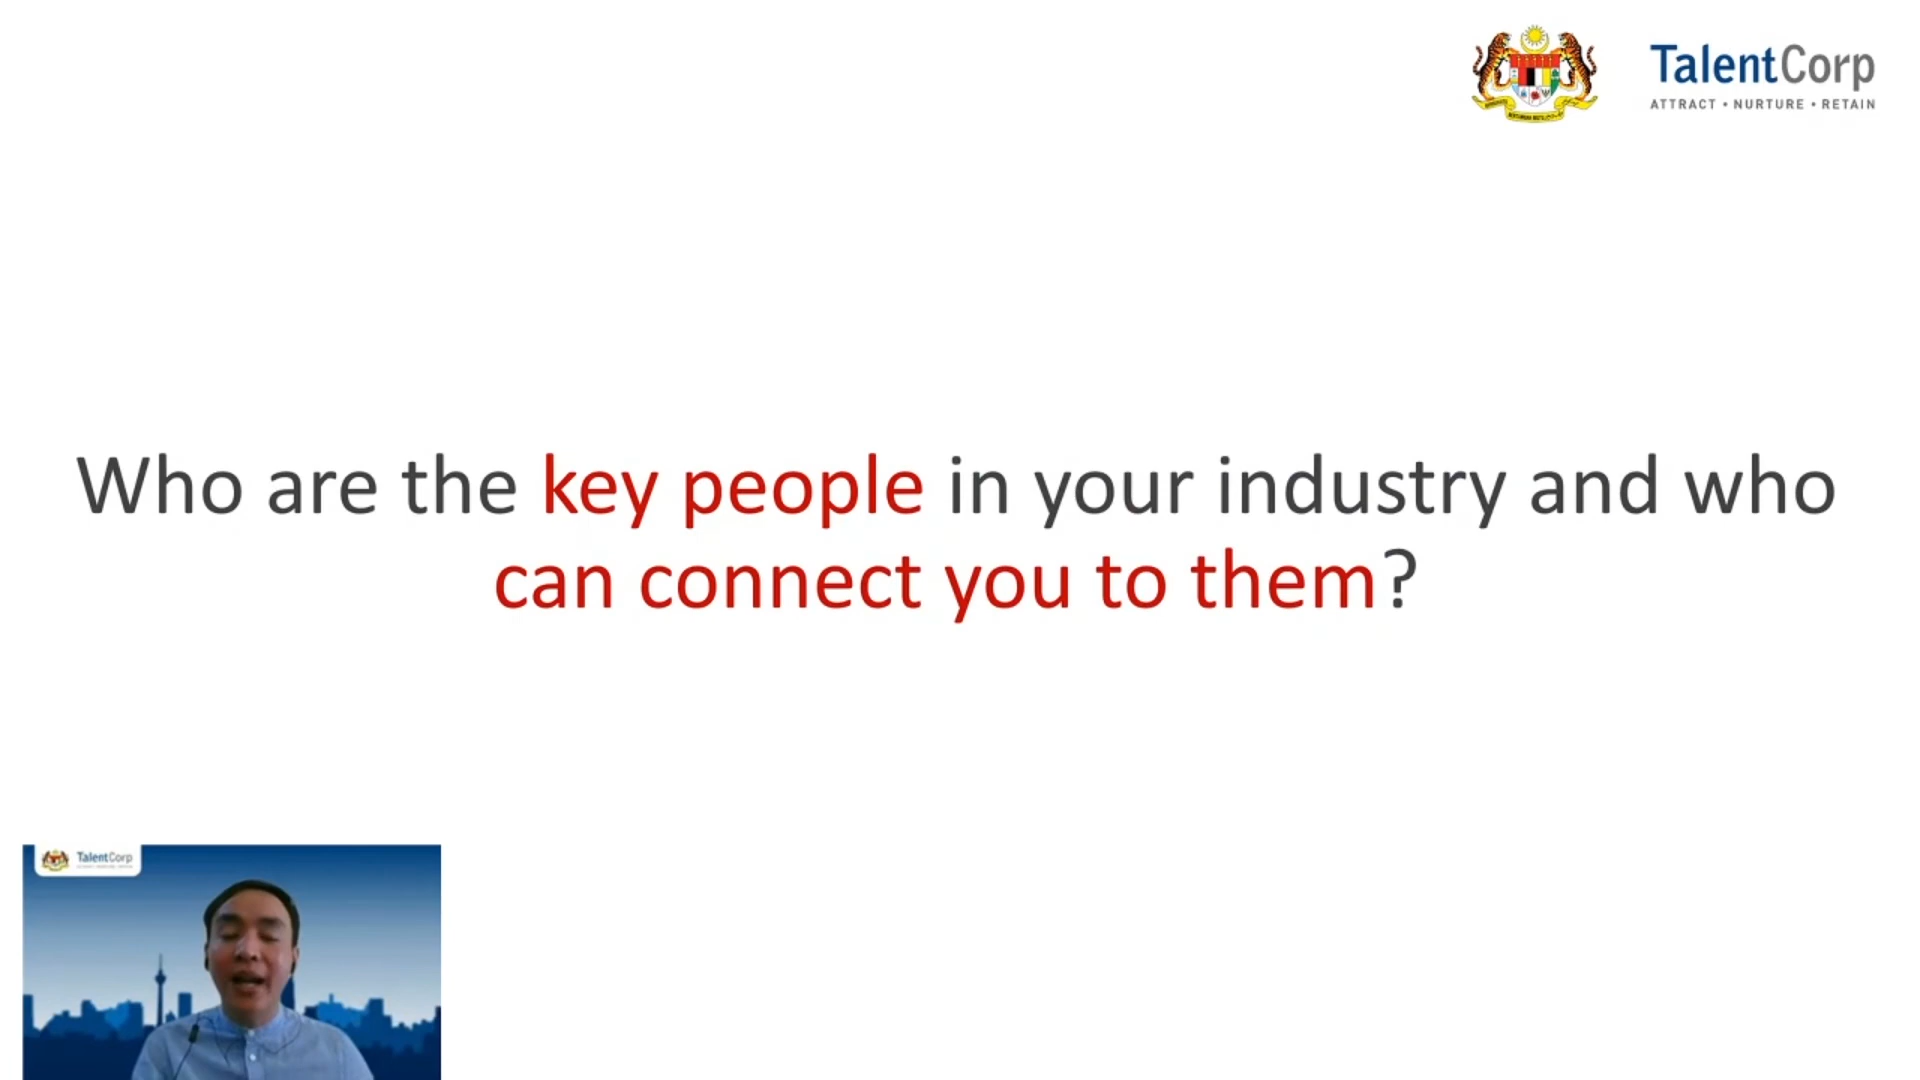 TalentCorp
ATTRACT • NURTURE • RETAIN
Who are the key people in your industry and who
can connect you to them?
TalentCorp